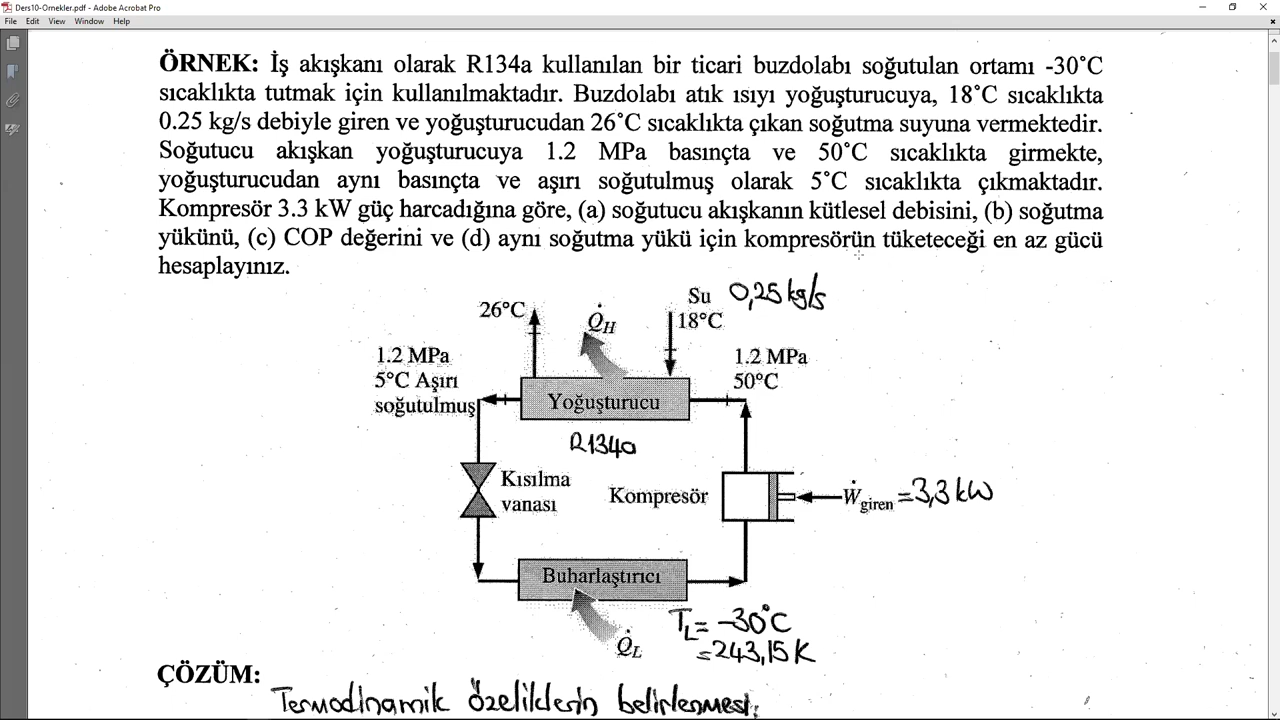 Ders10-Ornekler.pdf - Adobe Acrobat Pro
File Edit View Window Help
ÖRNEK: İş akışkanı olarak R134a kullanılan bir ticari buzdolabı soğutulan ortamı -30°C
sıcaklıkta tutmak için kullanılmaktadır. Buzdolabı atık ısıyı yoğuşturucuya, 18°C sıcaklıkta
0.25 kg/s debiyle giren ve yoğuşturucudan 26°C sıcaklıkta çıkan soğutma suyuna vermektedir.
Soğutucu akışkan yoğuşturucuya 1.2 MPa basınçta ve 50°C sıcaklıkta girmekte,
yoğuşturucudan aynı basınçta ve aşırı soğutulmuş olarak 5°C sıcaklıkta çıkmaktadır.
Kompresör 3.3 kW güç harcadığına göre, (a) soğutucu akışkanın kütlesel debisini, (b) soğutma
yükünü, (c) COP değerini ve (d) aynı soğutma yükü için kompresörün tüketeceği en az gücü
hesaplayınız.
Su 0,25 kg/s
26°C
Q̇H
18°C
1.2 MPa
5°C Aşırı
soğutulmuş
1.2 MPa
50°C
Yoğuşturucu
R134a
Kısılma
vanası
Kompresör
Ẇgiren = 3,3 kW
Buharlaştırıcı
Q̇L
TL = -30°C
= 243,15 K
ÇÖZÜM:
Termodinamik özeliklerin belirlenmesi: